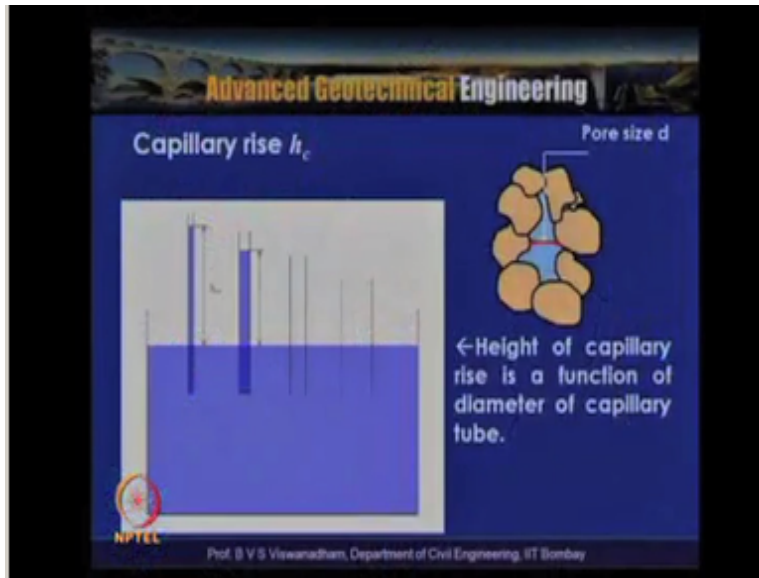 Advanced Geotechnical Engineering
Capillary rise h_c
Pore size d
←Height of capillary
rise is a function of
diameter of capillary
tube.
NPTEL
Prof. B V S Viswanadham, Department of Civil Engineering, IIT Bombay